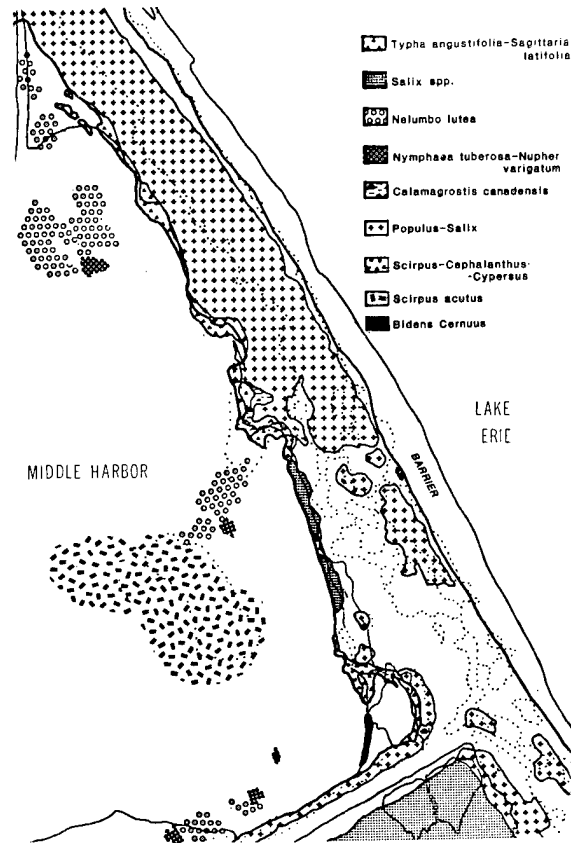 Typha angustifolia-Sagittaria
latifolia
Salix spp.
Nelumbo lutea
Nymphaea tuberosa-Nupher
varigatum
Calamagrostis canadensis
Populus-Salix
Scirpus-Cephalanthus-
-Cypersus
Scirpus acutus
Bidens Cernuus
LAKE
ERIE
BARRIER
MIDDLE HARBOR